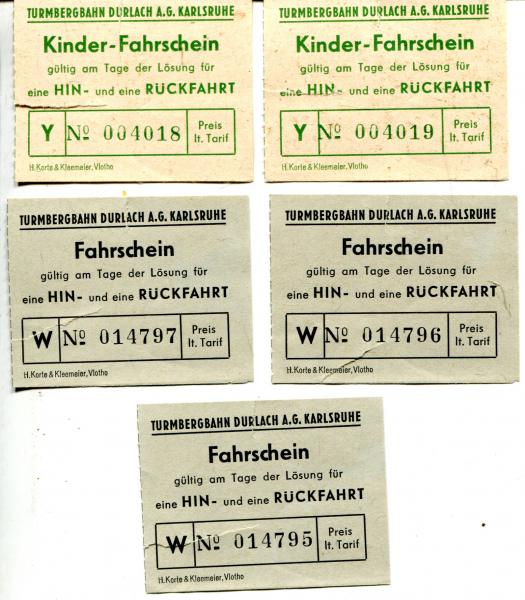 TURMBERGBAHN DURLACH A.G. KARLSRUHE
Kinder-Fahrschein
gültig am Tage der Lösung für
eine HIN- und eine RÜCKFAHRT
Y № 004018 Preis
lt. Tarif
H. Korte & Kleemeier, Vlotho
TURMBERGBAHN DURLACH A.G. KARLSRUHE
Kinder-Fahrschein
gültig am Tage der Lösung für
eine HIN- und eine RÜCKFAHRT
Y № 004019 Preis
lt. Tarif
H. Korte & Kleemeier, Vlotho
TURMBERGBAHN DURLACH A.G. KARLSRUHE
Fahrschein
gültig am Tage der Lösung für
eine HIN- und eine RÜCKFAHRT
W № 014797 Preis
lt. Tarif
H. Korte & Kleemeier, Vlotho
TURMBERGBAHN DURLACH A.G. KARLSRUHE
Fahrschein
gültig am Tage der Lösung für
eine HIN- und eine RÜCKFAHRT
W № 014796 Preis
lt. Tarif
H. Korte & Kleemeier, Vlotho
TURMBERGBAHN DURLACH A.G. KARLSRUHE
Fahrschein
gültig am Tage der Lösung für
eine HIN- und eine RÜCKFAHRT
W № 014795 Preis
lt. Tarif
H. Korte & Kleemeier, Vlotho